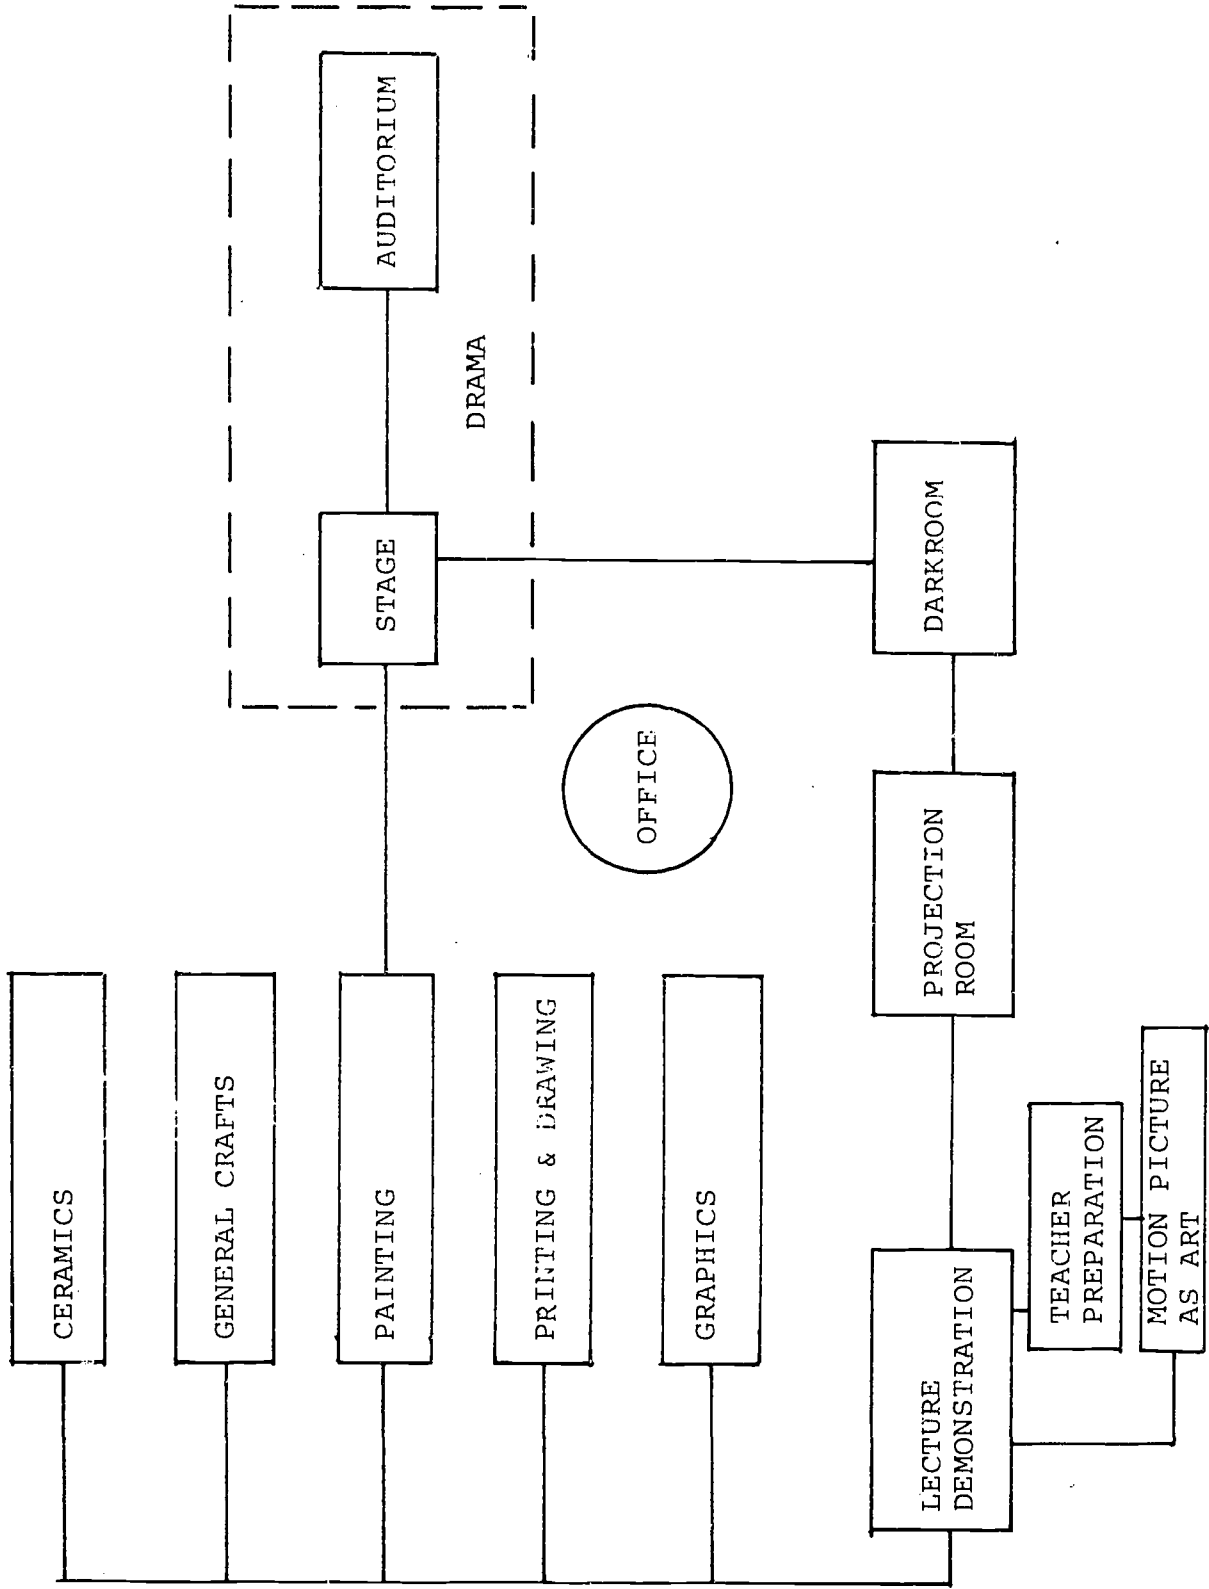 CERAMICS
GENERAL CRAFTS
PAINTING
PRINTING & DRAWING
GRAPHICS
STAGE
AUDITORIUM
DRAMA
OFFICE
LECTURE
DEMONSTRATION
PROJECTION
ROOM
DARKROOM
TEACHER
PREPARATION
MOTION PICTURE
AS ART